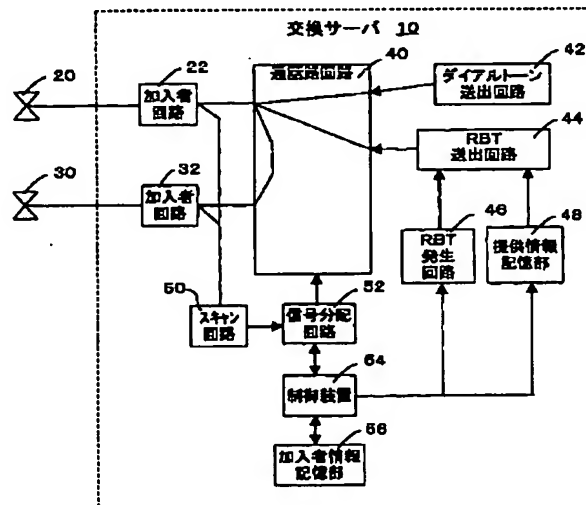 交換サーバ 10
20
22
加入者
回路
40
通話路回路
42
ダイアルトーン
送出回路
44
RBT
送出回路
30
32
加入者
回路
46
RBT
発生
回路
48
提供情報
記憶部
50
スキャン
回路
52
信号分配
回路
54
制御装置
56
加入者情報
記憶部